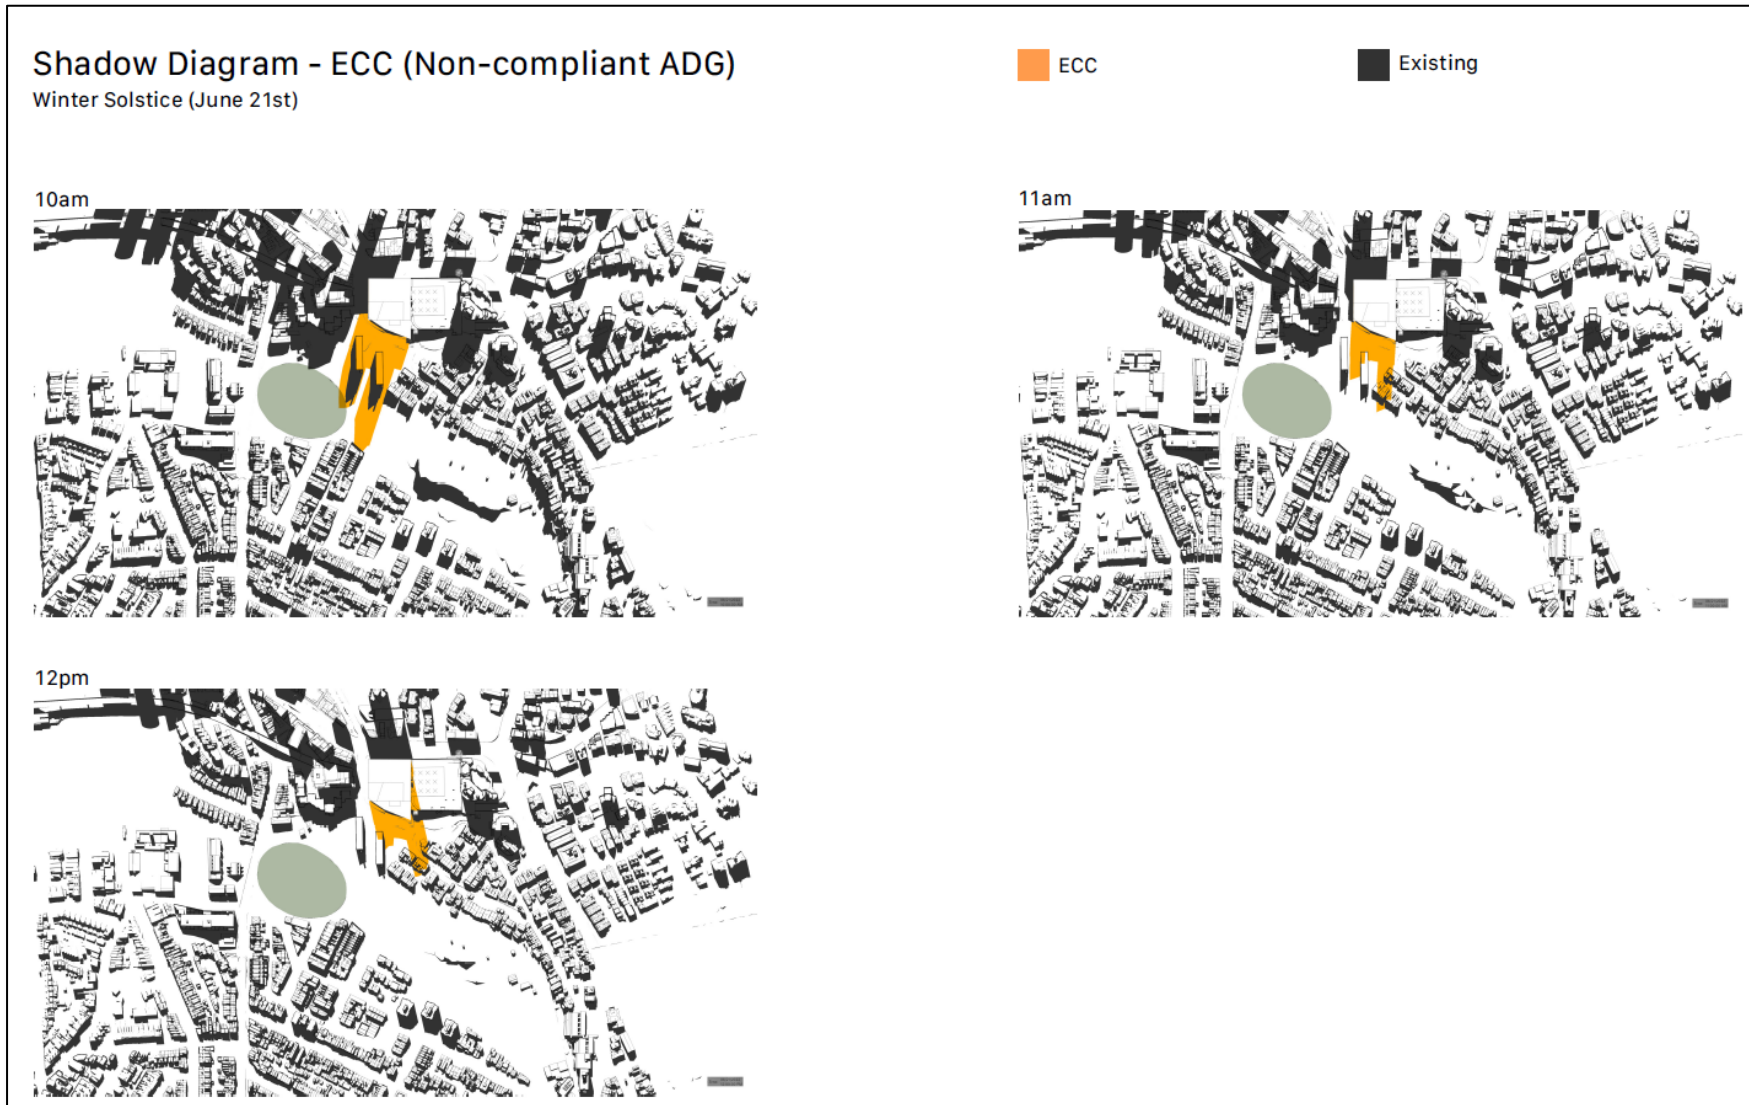 Shadow Diagram - ECC (Non-compliant ADG)
Winter Solstice (June 21st)
ECC
Existing
10am
11am
12pm